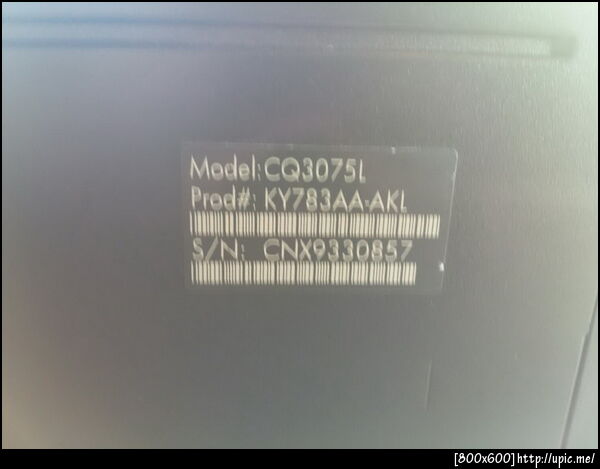 Model: CQ3075L
Prod#: KY783AA-AKL
S/N: CNX9330857
[800x600]http://upic.me/